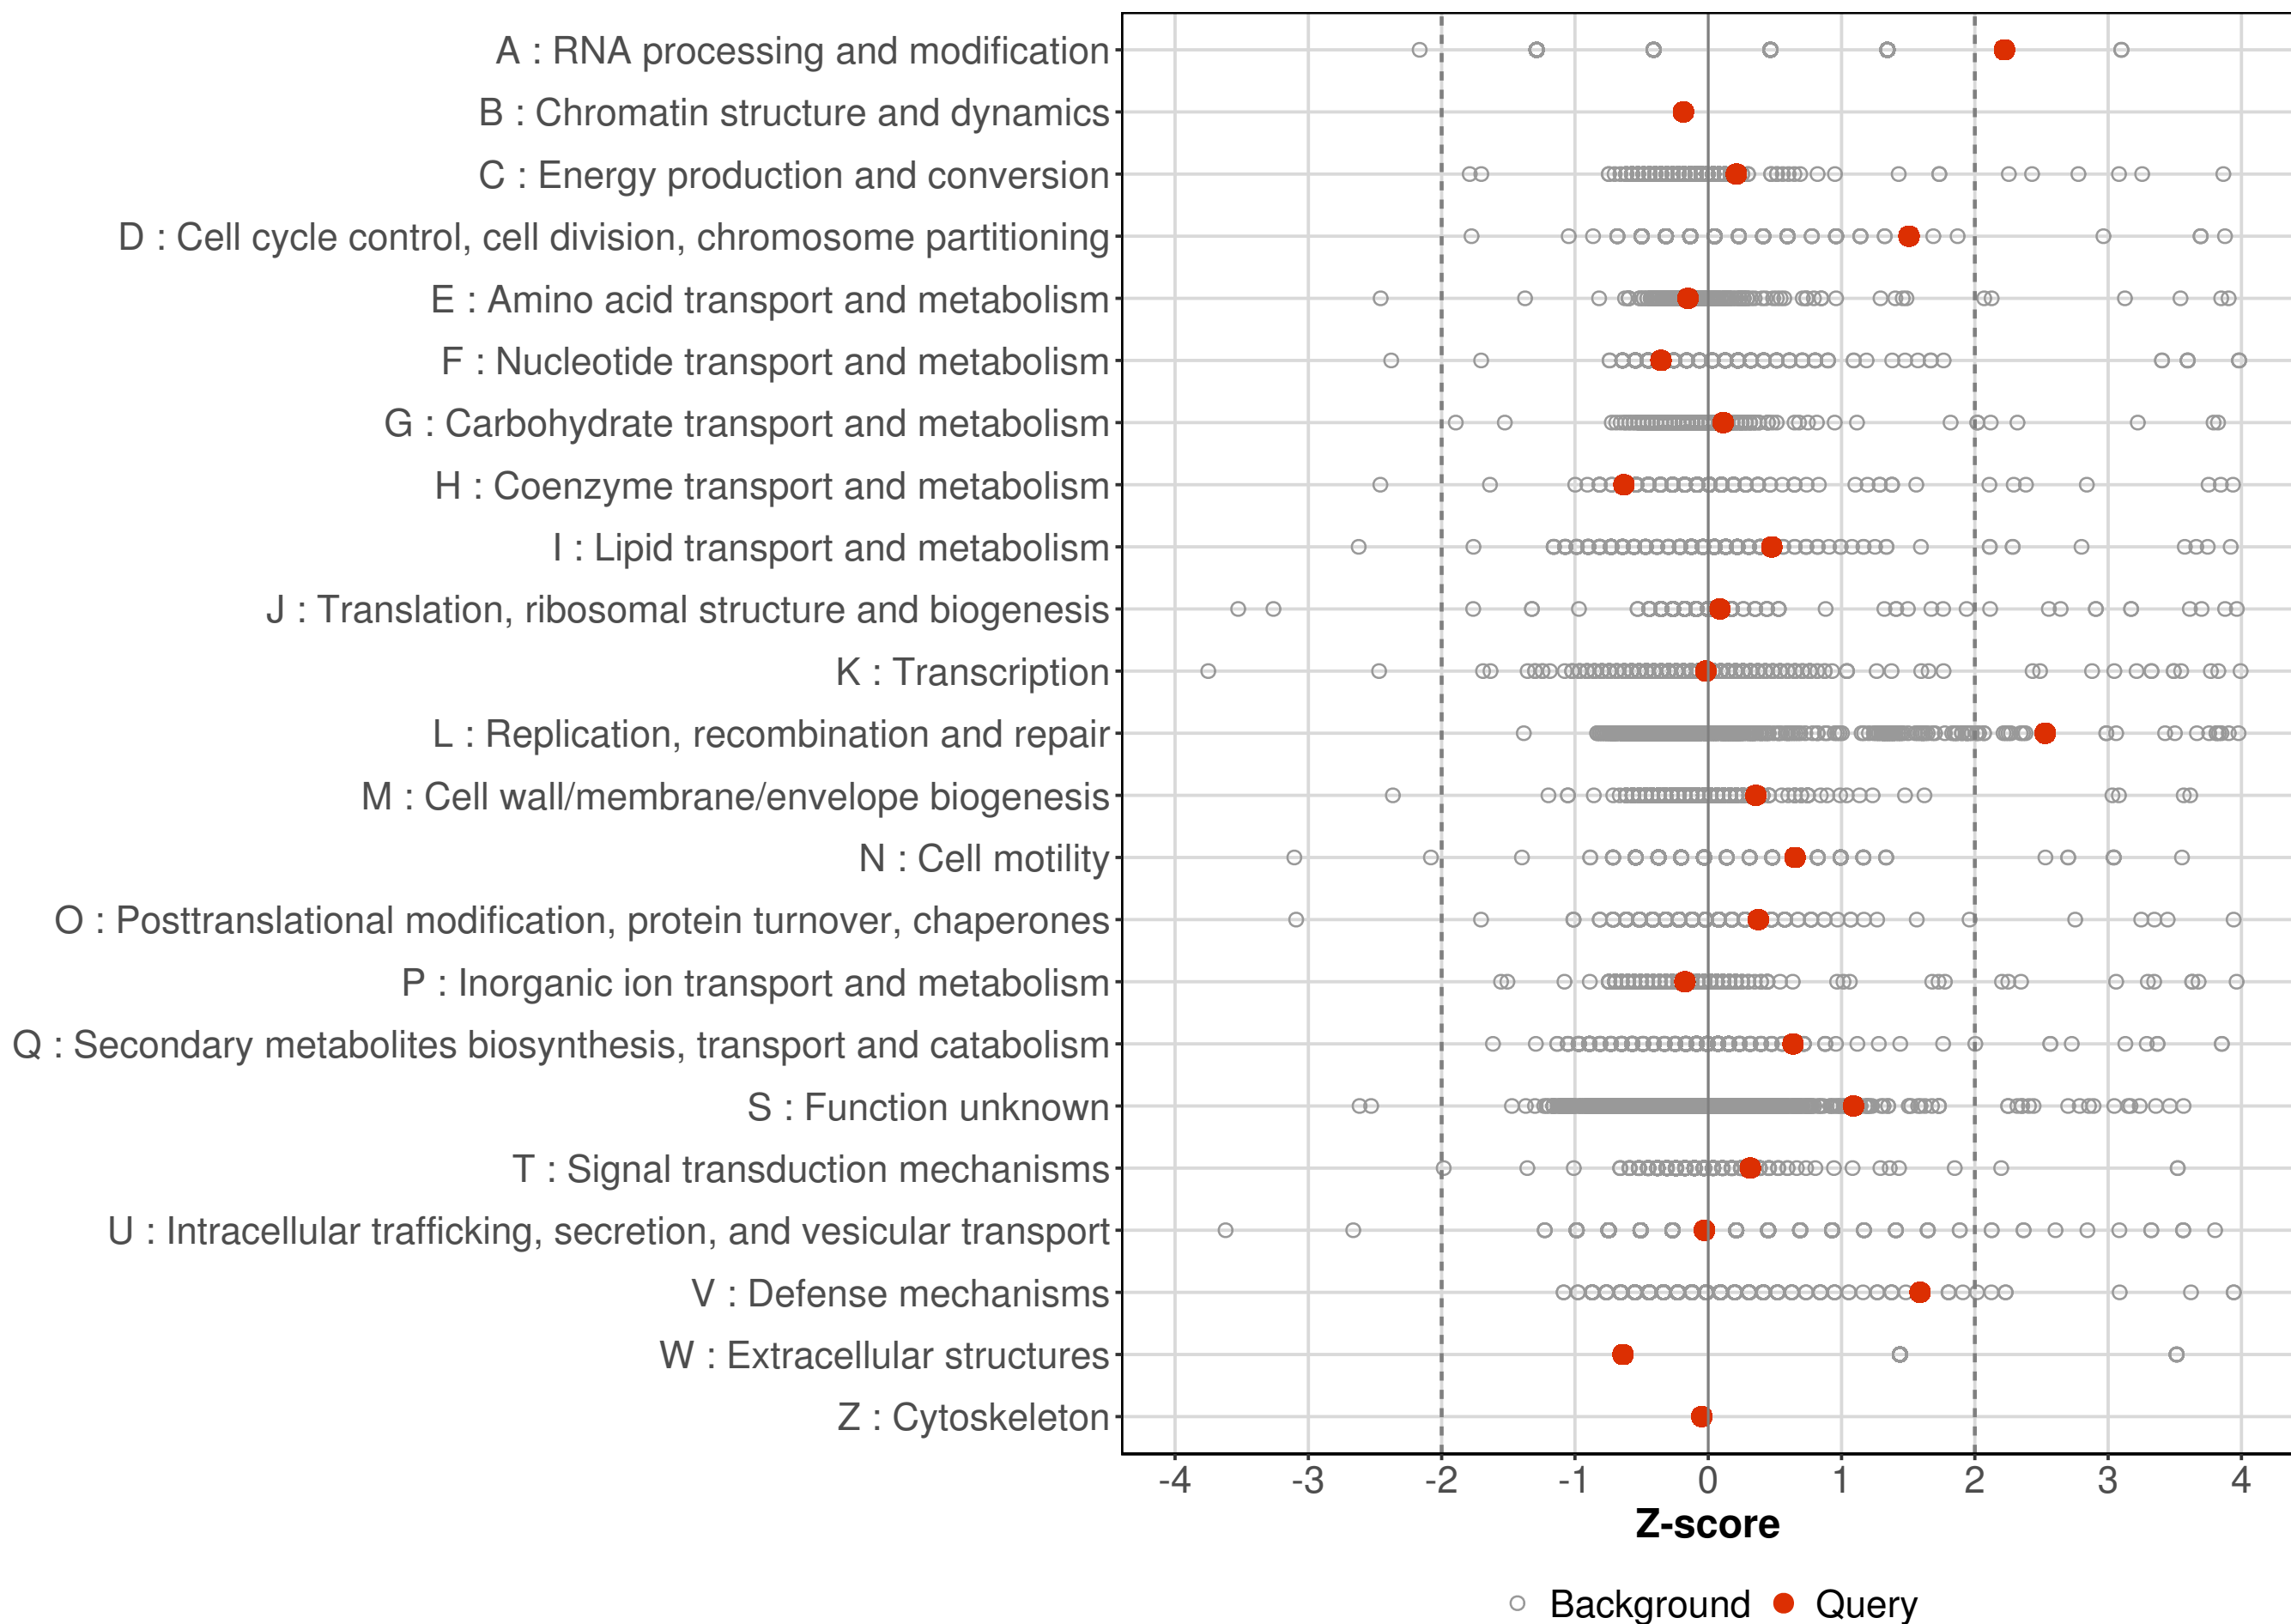 A : RNA processing and modification
B : Chromatin structure and dynamics
C : Energy production and conversion
D : Cell cycle control, cell division, chromosome partitioning
E : Amino acid transport and metabolism
F : Nucleotide transport and metabolism
G : Carbohydrate transport and metabolism
H : Coenzyme transport and metabolism
I : Lipid transport and metabolism
J : Translation, ribosomal structure and biogenesis
K : Transcription
L : Replication, recombination and repair
M : Cell wall/membrane/envelope biogenesis
N : Cell motility
O : Posttranslational modification, protein turnover, chaperones
P : Inorganic ion transport and metabolism
Q : Secondary metabolites biosynthesis, transport and catabolism
S : Function unknown
T : Signal transduction mechanisms
U : Intracellular trafficking, secretion, and vesicular transport
V : Defense mechanisms
W : Extracellular structures
Z : Cytoskeleton
-4 -3 -2 -1 0 1 2 3 4
Z-score
Background Query